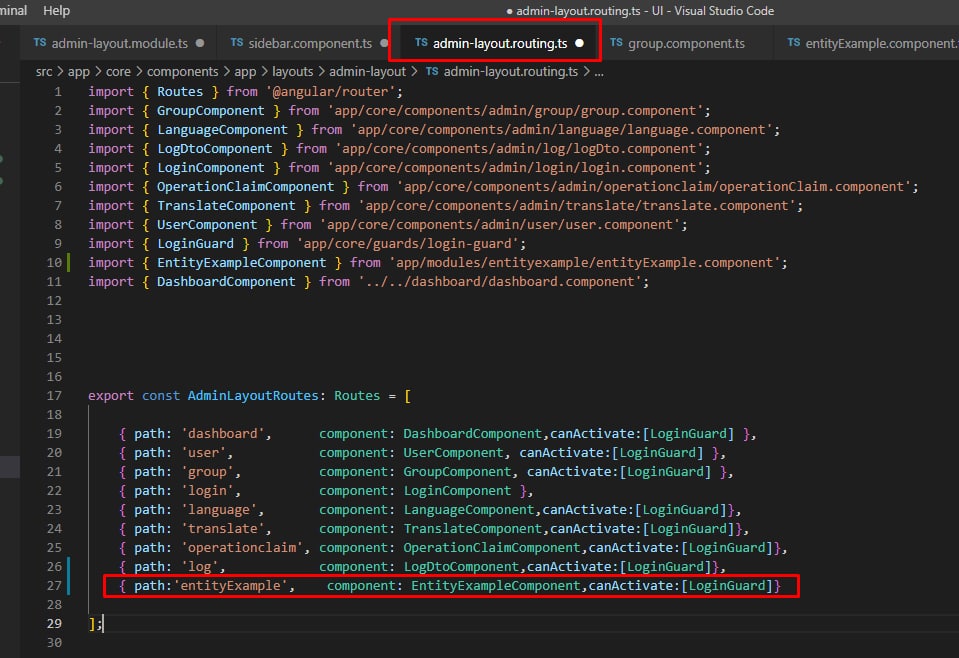 minal Help ● admin-layout.routing.ts - UI - Visual Studio Code
TS admin-layout.module.ts ● TS sidebar.component.ts ● TS admin-layout.routing.ts ● TS group.component.ts TS entityExample.component.
src > app > core > components > app > layouts > admin-layout > TS admin-layout.routing.ts > ...
1 import { Routes } from '@angular/router';
2 import { GroupComponent } from 'app/core/components/admin/group/group.component';
3 import { LanguageComponent } from 'app/core/components/admin/language/language.component';
4 import { LogDtoComponent } from 'app/core/components/admin/log/logDto.component';
5 import { LoginComponent } from 'app/core/components/admin/login/login.component';
6 import { OperationClaimComponent } from 'app/core/components/admin/operationclaim/operationClaim.component';
7 import { TranslateComponent } from 'app/core/components/admin/translate/translate.component';
8 import { UserComponent } from 'app/core/components/admin/user/user.component';
9 import { LoginGuard } from 'app/core/guards/login-guard';
10 import { EntityExampleComponent } from 'app/modules/entityexample/entityExample.component';
11 import { DashboardComponent } from '../../dashboard/dashboard.component';
12
13
14
15
16
17 export const AdminLayoutRoutes: Routes = [
18
19 { path: 'dashboard', component: DashboardComponent,canActivate:[LoginGuard] },
20 { path: 'user', component: UserComponent, canActivate:[LoginGuard] },
21 { path: 'group', component: GroupComponent, canActivate:[LoginGuard] },
22 { path: 'login', component: LoginComponent },
23 { path: 'language', component: LanguageComponent,canActivate:[LoginGuard]},
24 { path: 'translate', component: TranslateComponent,canActivate:[LoginGuard]},
25 { path: 'operationclaim', component: OperationClaimComponent,canActivate:[LoginGuard]},
26 { path: 'log', component: LogDtoComponent,canActivate:[LoginGuard]},
27 { path:'entityExample', component: EntityExampleComponent,canActivate:[LoginGuard]}
28
29 ];
30